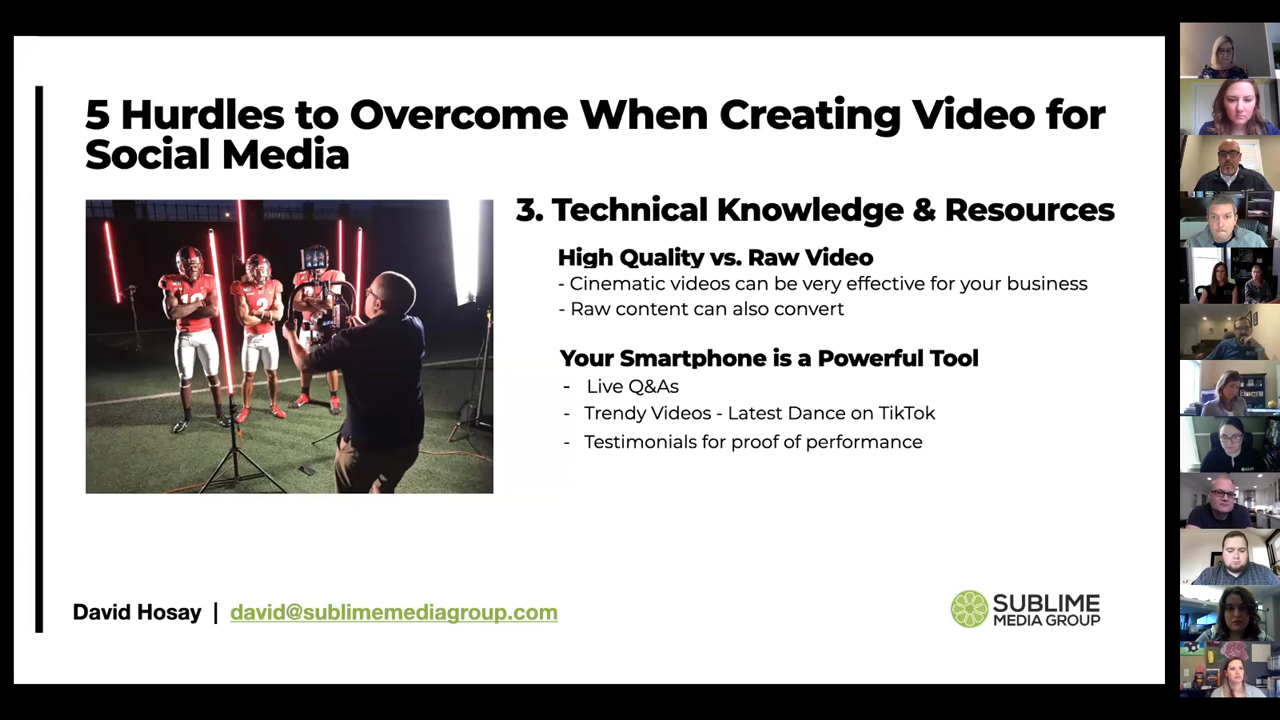 5 Hurdles to Overcome When Creating Video for
Social Media
3. Technical Knowledge & Resources
High Quality vs. Raw Video
- Cinematic videos can be very effective for your business
- Raw content can also convert
Your Smartphone is a Powerful Tool
- Live Q&As
- Trendy Videos - Latest Dance on TikTok
- Testimonials for proof of performance
David Hosay | david@sublimemediagroup.com
SUBLIME
MEDIA GROUP